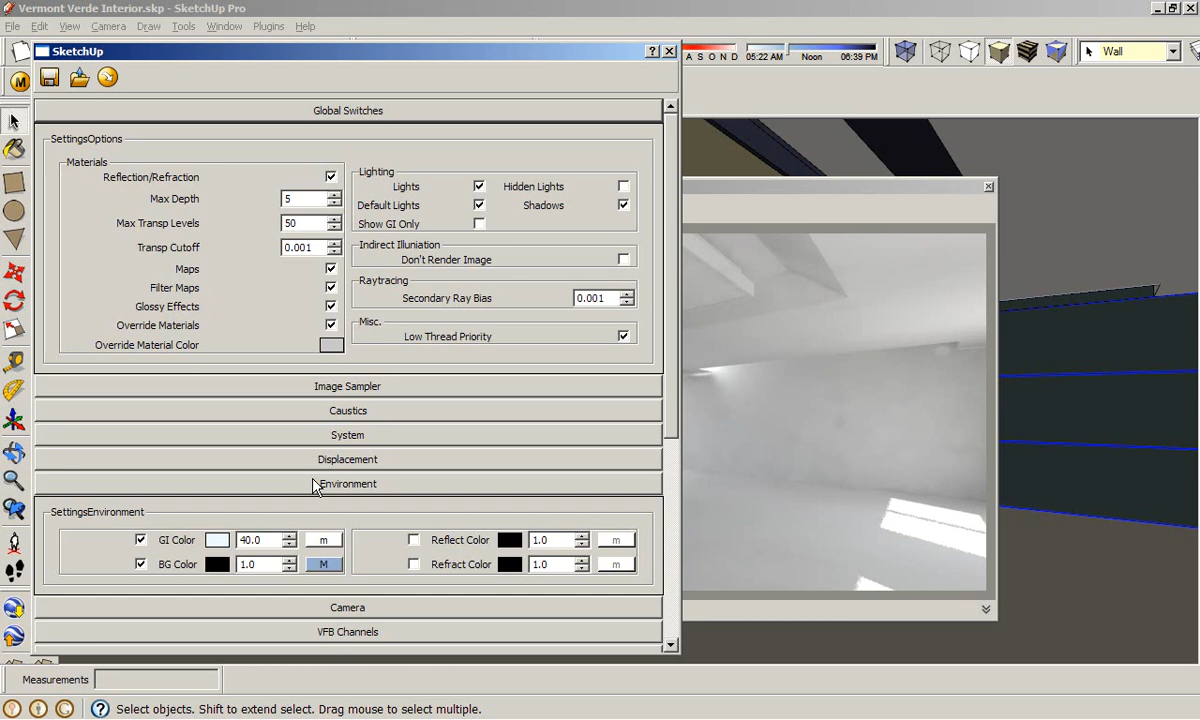 Vermont Verde Interior.skp - SketchUp Pro
File Edit View Camera Draw Tools Window Plugins Help
SketchUp
?
A S O N D 05:22 AM Noon 06:39 PM
Wall
M
Global Switches
SettingsOptions
Materials
Reflection/Refraction
Max Depth 5
Max Transp Levels 50
Transp Cutoff 0.001
Maps
Filter Maps
Glossy Effects
Override Materials
Override Material Color
Lighting
Lights Hidden Lights
Default Lights Shadows
Show GI Only
Indirect Illuniation
Don't Render Image
Raytracing
Secondary Ray Bias 0.001
Misc.
Low Thread Priority
Image Sampler
Caustics
System
Displacement
Environment
SettingsEnvironment
GI Color 40.0 m Reflect Color 1.0 m
BG Color 1.0 M Refract Color 1.0 m
Camera
VFB Channels
Measurements
Select objects. Shift to extend select. Drag mouse to select multiple.